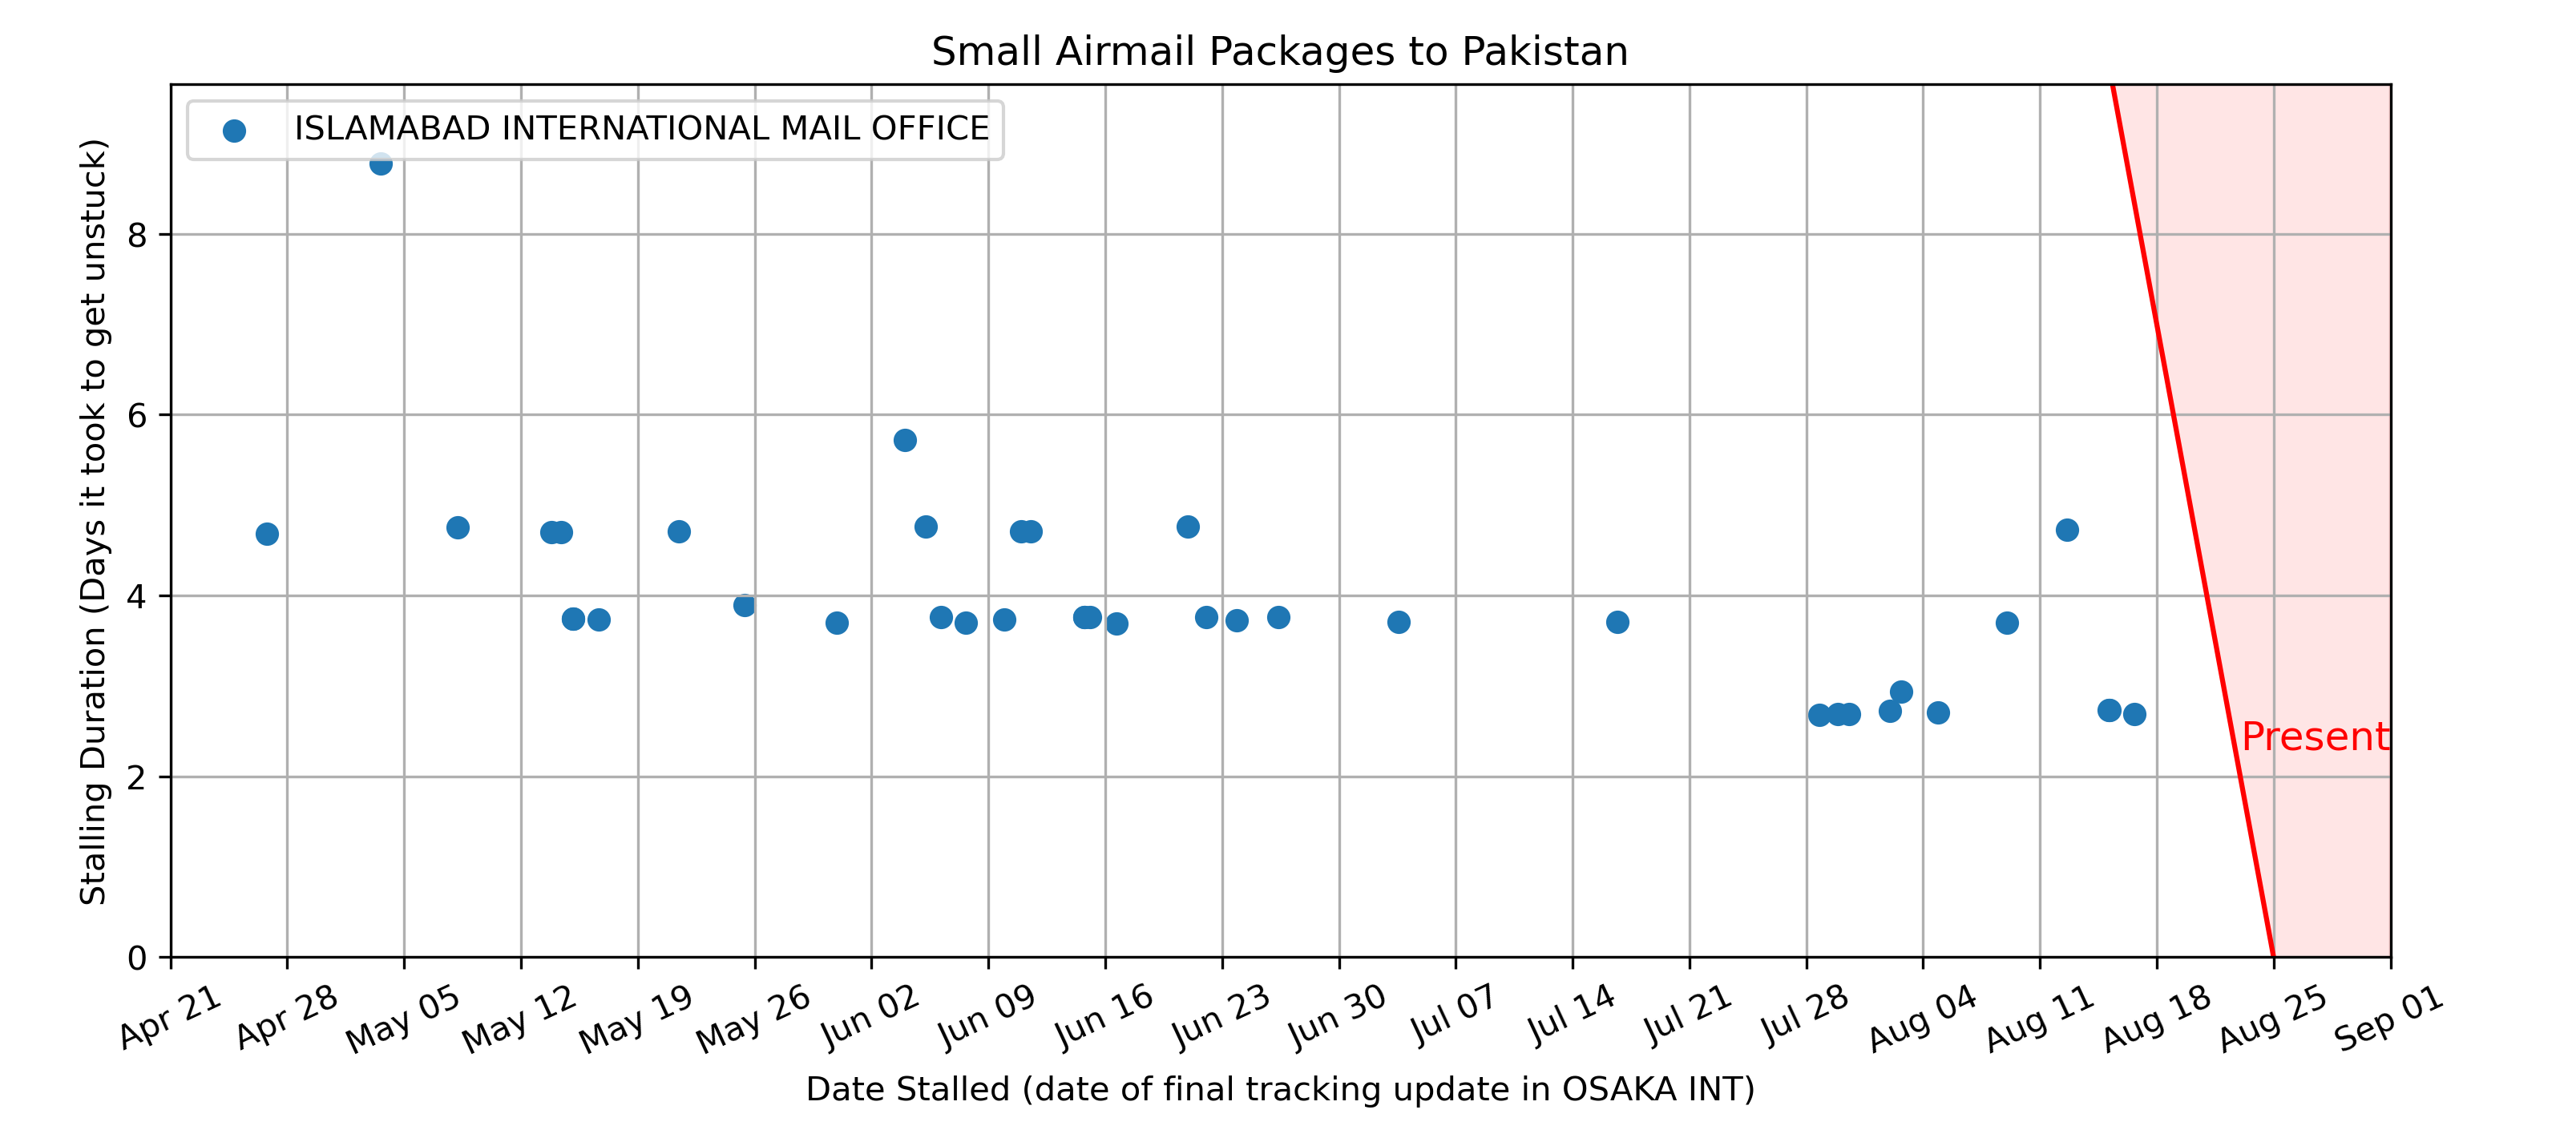 Small Airmail Packages to Pakistan
ISLAMABAD INTERNATIONAL MAIL OFFICE
Stalling Duration (Days it took to get unstuck)
8
6
4
2
0
Present
Apr 21
Apr 28
May 05
May 12
May 19
May 26
Jun 02
Jun 09
Jun 16
Jun 23
Jun 30
Jul 07
Jul 14
Jul 21
Jul 28
Aug 04
Aug 11
Aug 18
Aug 25
Sep 01
Date Stalled (date of final tracking update in OSAKA INT)